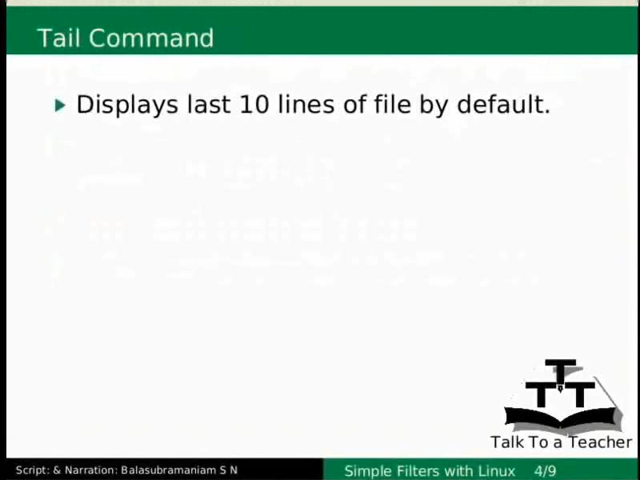 Tail Command
Displays last 10 lines of file by default.
T
T T
Talk To a Teacher
Script: & Narration: Balasubramaniam S N
Simple Filters with Linux 4/9